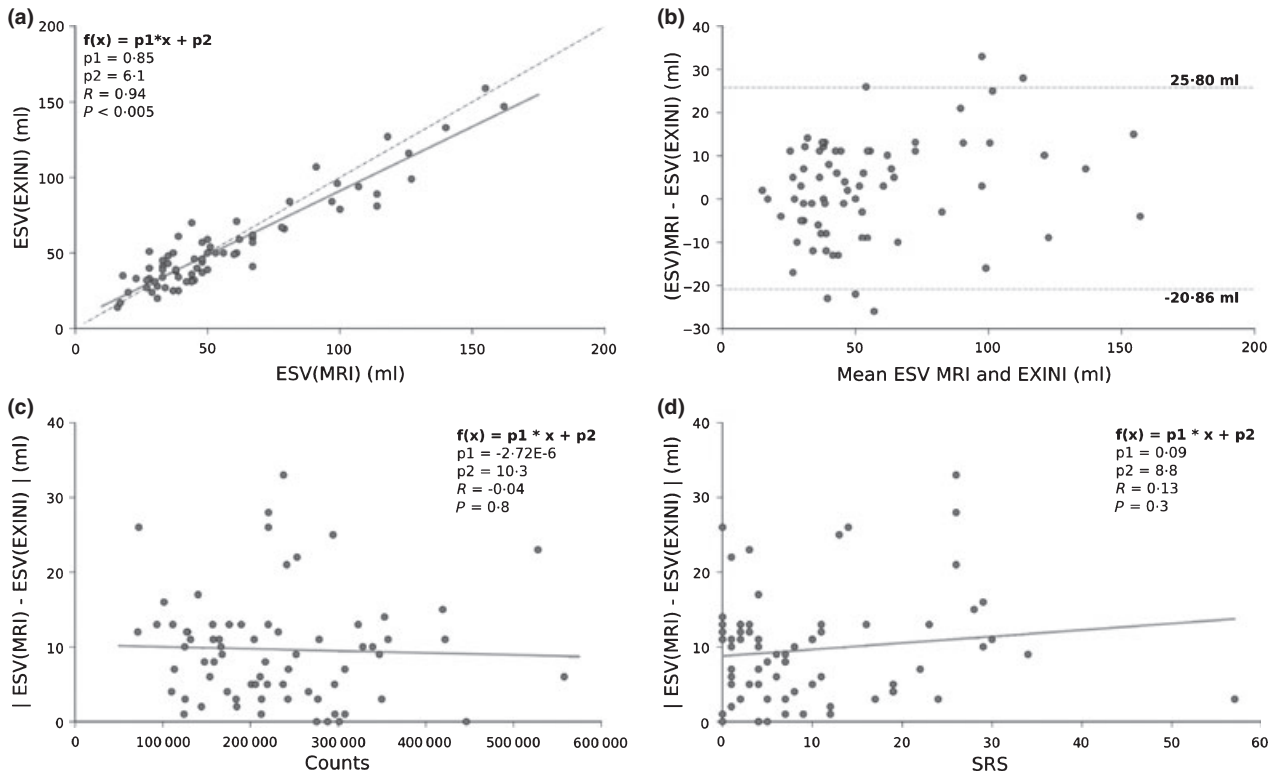 (a)
200
150
100
50
0
ESV(EXINI) (ml)
f(x) = p1*x + p2
p1 = 0·85
p2 = 6·1
R = 0·94
P < 0·005
0 50 100 150 200
ESV(MRI) (ml)
(b)
40
30
20
10
0
−10
−20
−30
(ESV)MRI - ESV(EXINI) (ml)
25·80 ml
-20·86 ml
0 50 100 150 200
Mean ESV MRI and EXINI (ml)
(c)
40
30
20
10
0
| ESV(MRI) - ESV(EXINI) | (ml)
f(x) = p1 * x + p2
p1 = -2·72E-6
p2 = 10·3
R = -0·04
P = 0·8
0 100 000 200 000 300 000 400 000 500 000 600 000
Counts
(d)
40
30
20
10
0
| ESV(MRI) - ESV(EXINI) | (ml)
f(x) = p1 * x + p2
p1 = 0·09
p2 = 8·8
R = 0·13
P = 0·3
0 10 20 30 40 50 60
SRS